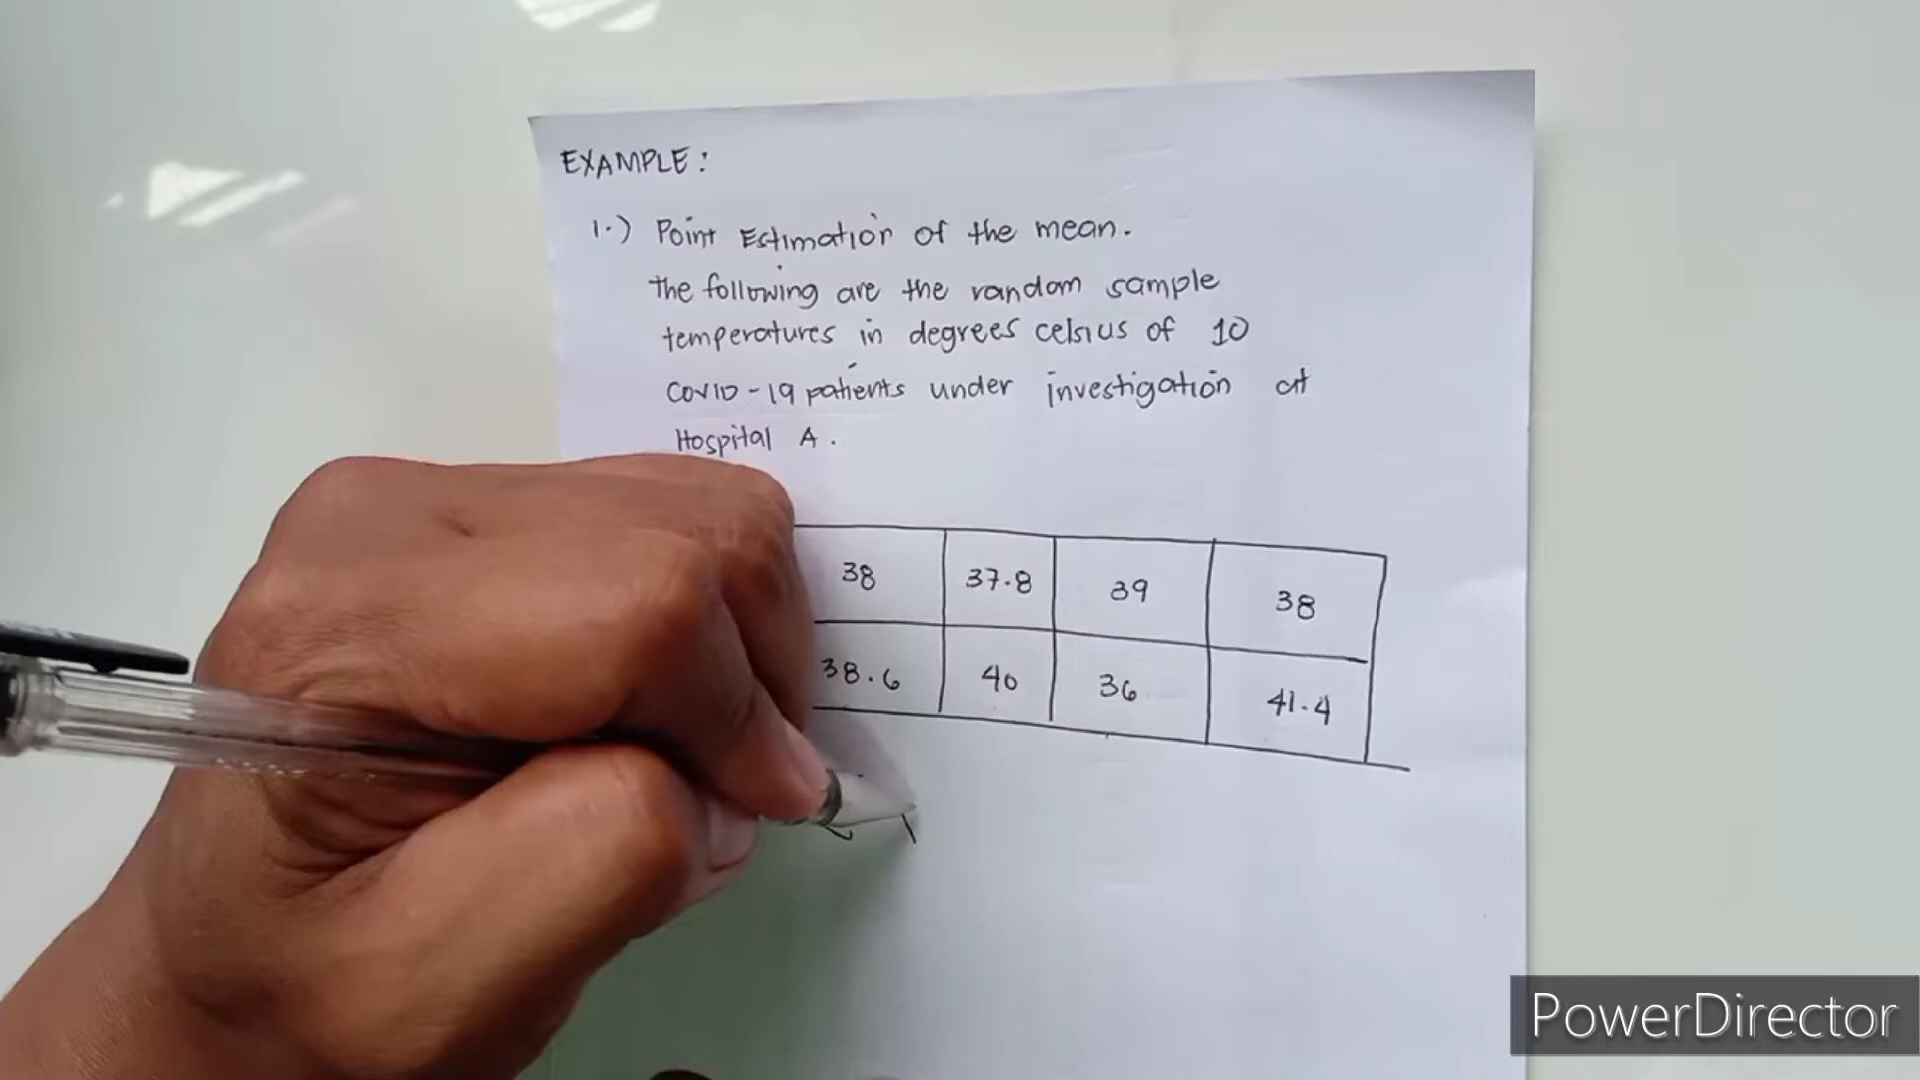 EXAMPLE:
1.) Point Estimation of the mean.
The following are the random sample
temperatures in degrees celsius of 10
COVID-19 patients under investigation at
Hospital A.
38 37.8 39 38
38.6 40 36 41.4
PowerDirector